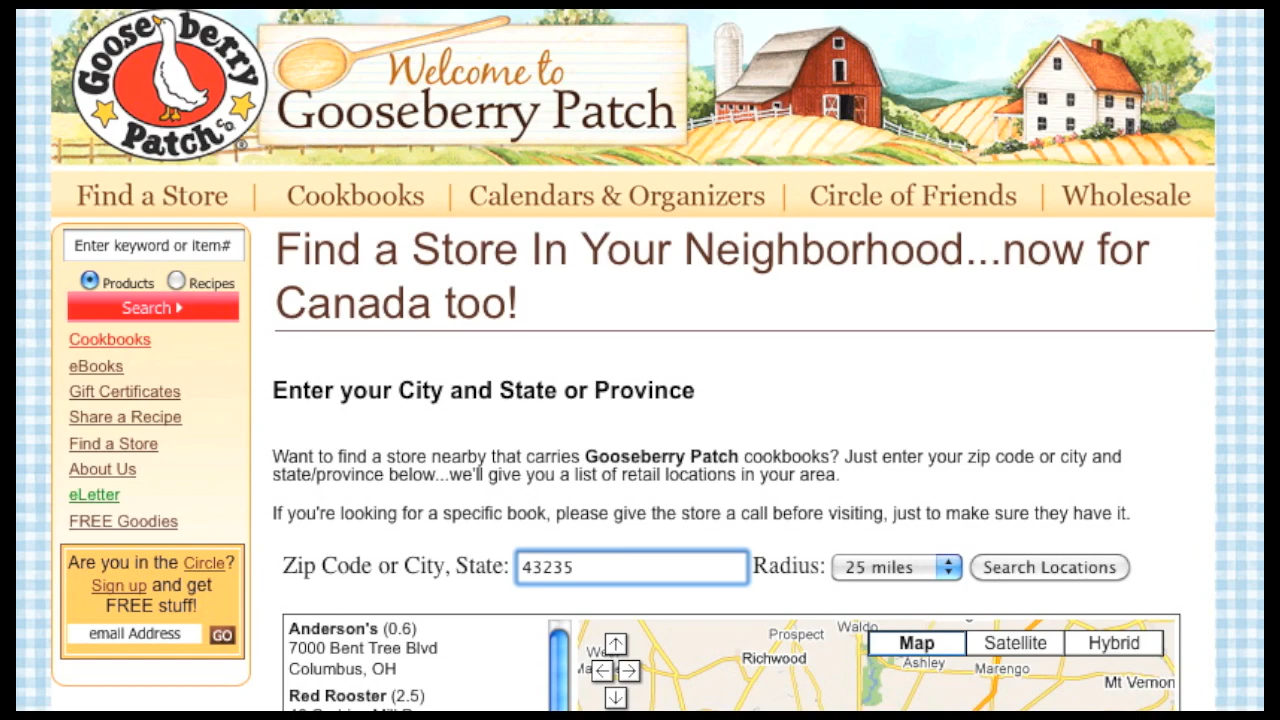 Gooseberry
Patch Co ®
Welcome to
Gooseberry Patch
Find a Store | Cookbooks | Calendars & Organizers | Circle of Friends | Wholesale
Enter keyword or item#
Products Recipes
Search
Cookbooks
eBooks
Gift Certificates
Share a Recipe
Find a Store
About Us
eLetter
FREE Goodies
Are you in the Circle?
Sign up and get
FREE stuff!
email Address GO
Find a Store In Your Neighborhood...now for
Canada too!
Enter your City and State or Province
Want to find a store nearby that carries Gooseberry Patch cookbooks? Just enter your zip code or city and
state/province below...we'll give you a list of retail locations in your area.
If you're looking for a specific book, please give the store a call before visiting, just to make sure they have it.
Zip Code or City, State: 43235 Radius: 25 miles Search Locations
Anderson's (0.6)
7000 Bent Tree Blvd
Columbus, OH
Red Rooster (2.5)
Prospect
Waldo
Richwood
Map Satellite Hybrid
Ashley
Marengo
Mt Vernon